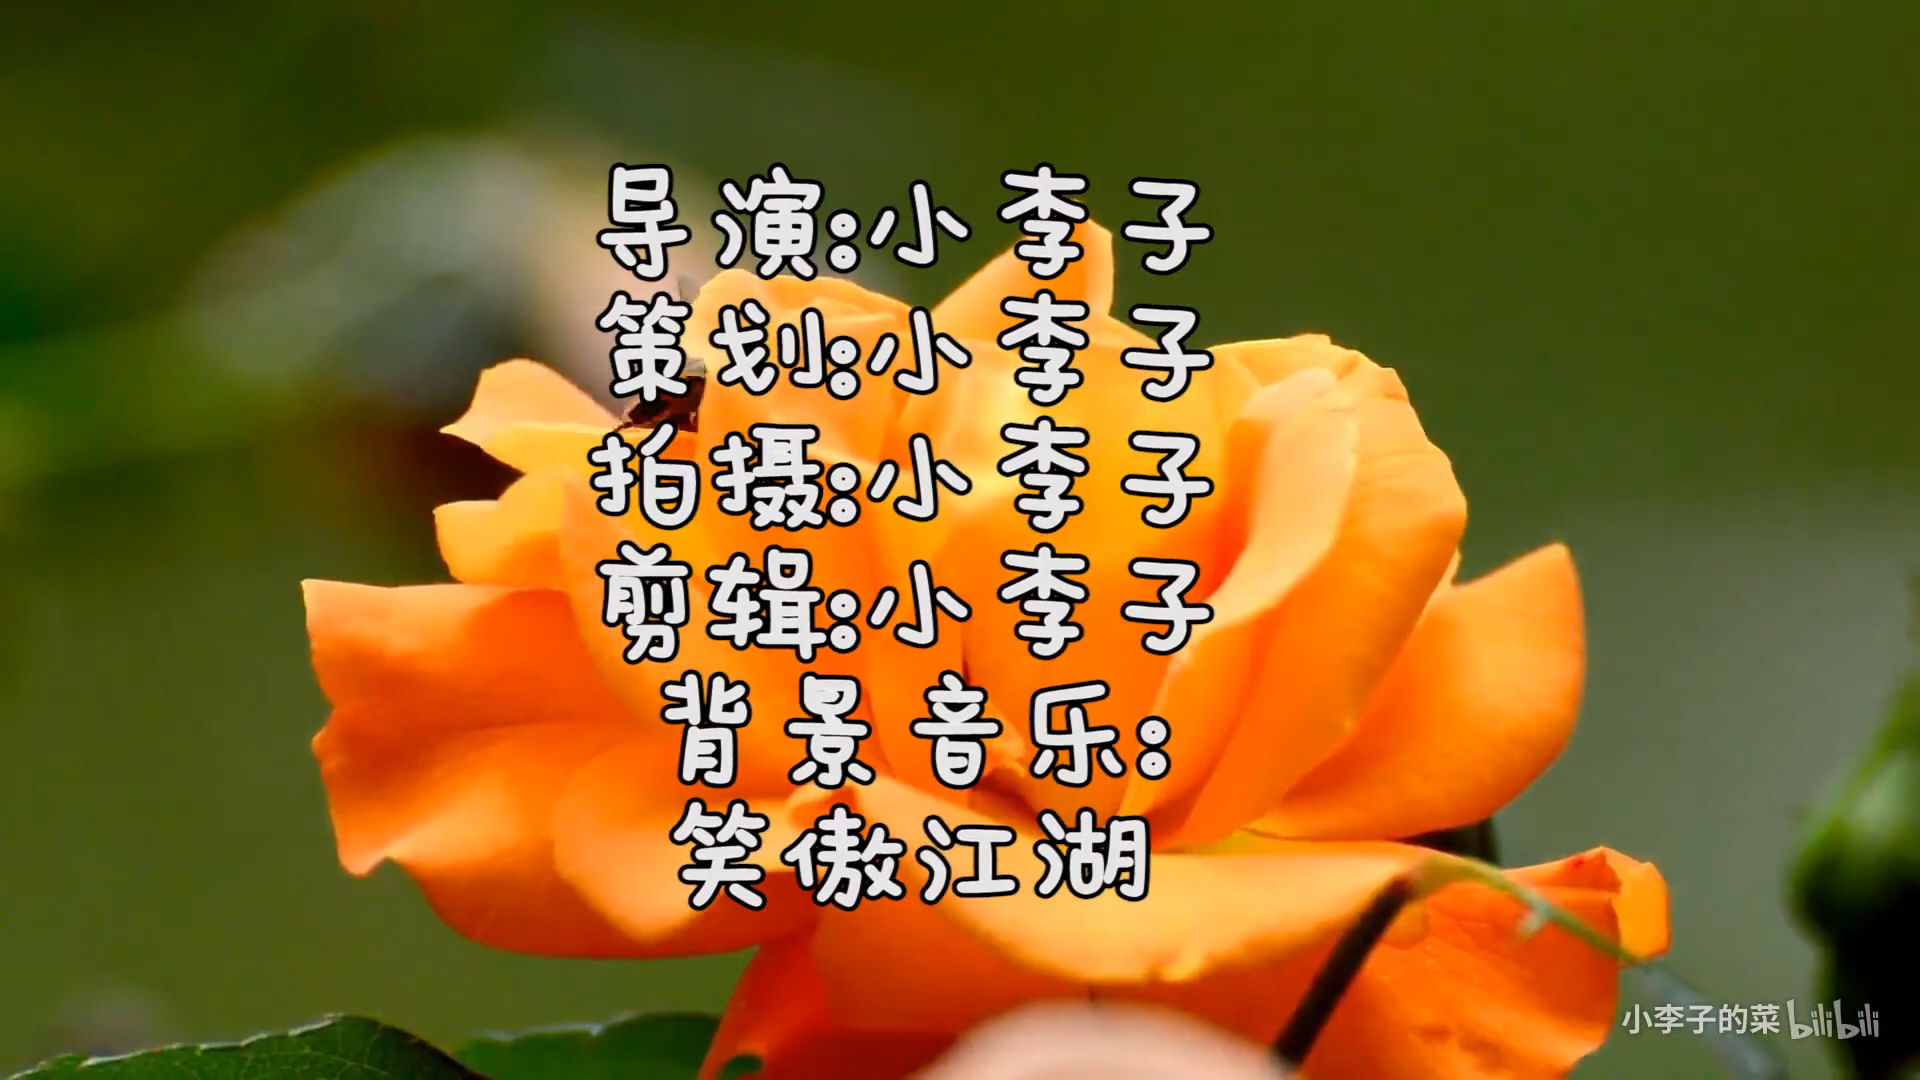 导演:小李子
策划:小李子
拍摄:小李子
剪辑:小李子
背景音乐:
笑傲江湖
小李子的菜 bilibili